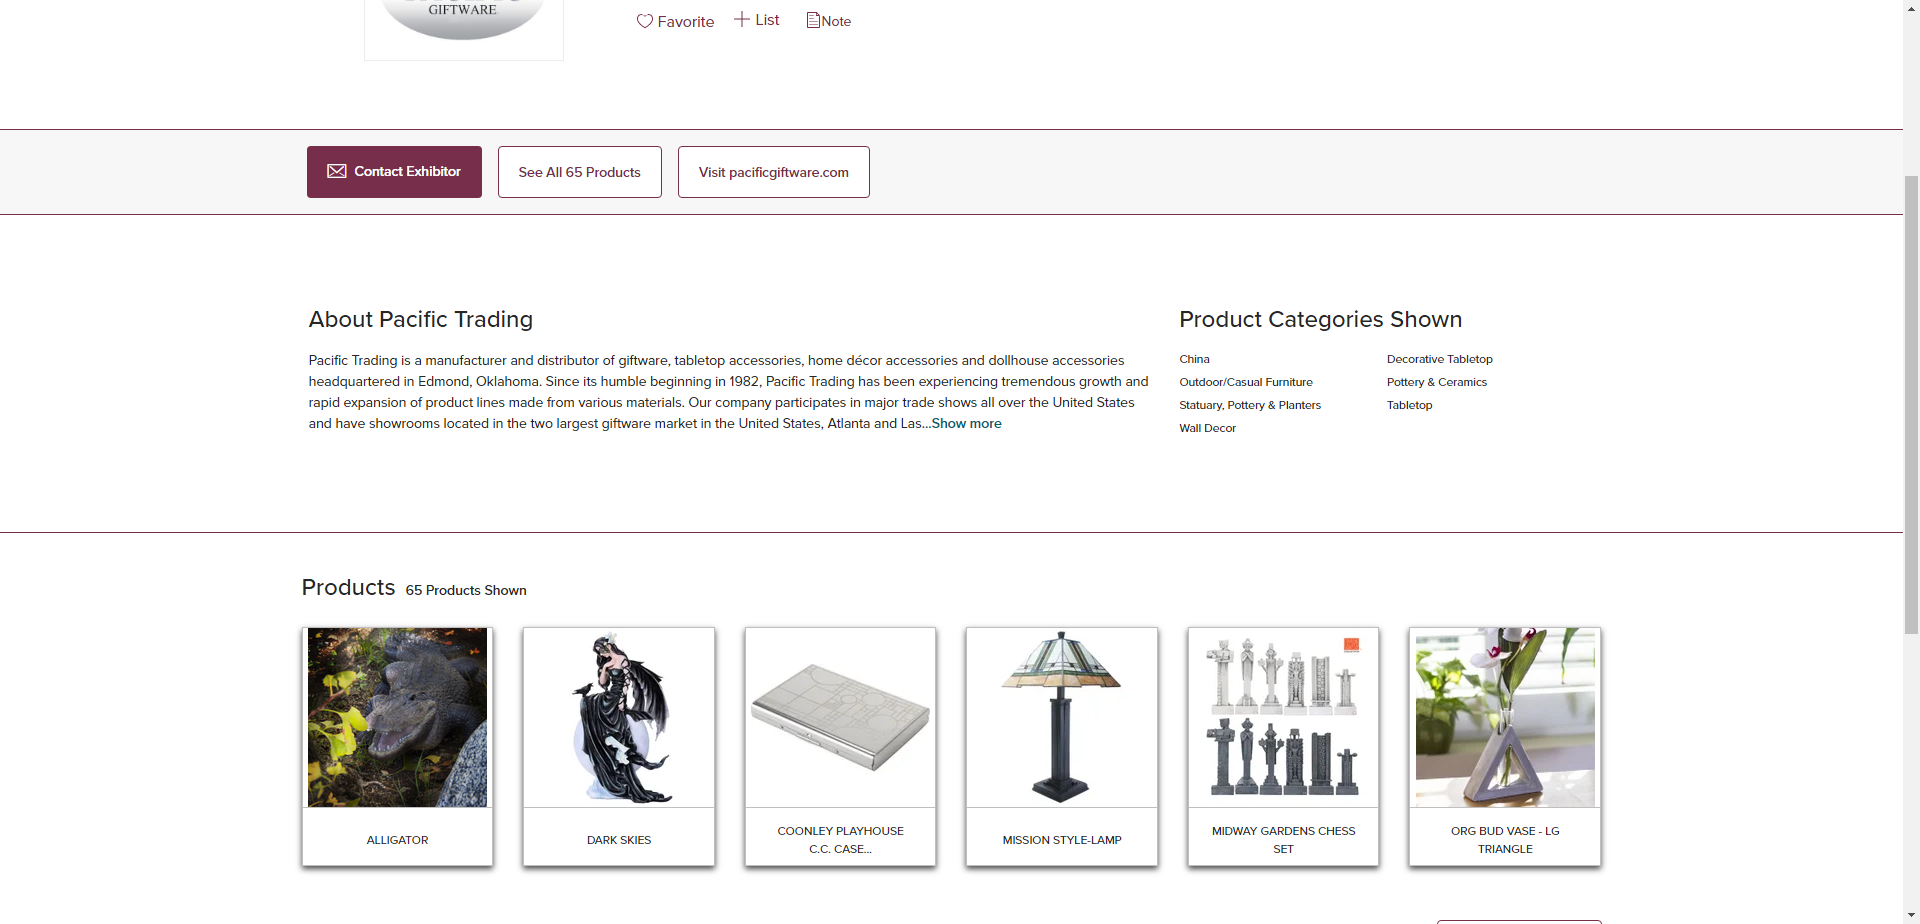 GIFTWARE
Favorite
List
Note
Contact Exhibitor
See All 65 Products
Visit pacificgiftware.com
About Pacific Trading
Pacific Trading is a manufacturer and distributor of giftware, tabletop accessories, home décor accessories and dollhouse accessories
headquartered in Edmond, Oklahoma. Since its humble beginning in 1982, Pacific Trading has been experiencing tremendous growth and
rapid expansion of product lines made from various materials. Our company participates in major trade shows all over the United States
and have showrooms located in the two largest giftware market in the United States, Atlanta and Las...Show more
Product Categories Shown
China
Decorative Tabletop
Outdoor/Casual Furniture
Pottery & Ceramics
Statuary, Pottery & Planters
Tabletop
Wall Decor
Products 65 Products Shown
ALLIGATOR
DARK SKIES
COONLEY PLAYHOUSE
C.C. CASE...
MISSION STYLE-LAMP
MIDWAY GARDENS CHESS
SET
ORG BUD VASE - LG
TRIANGLE